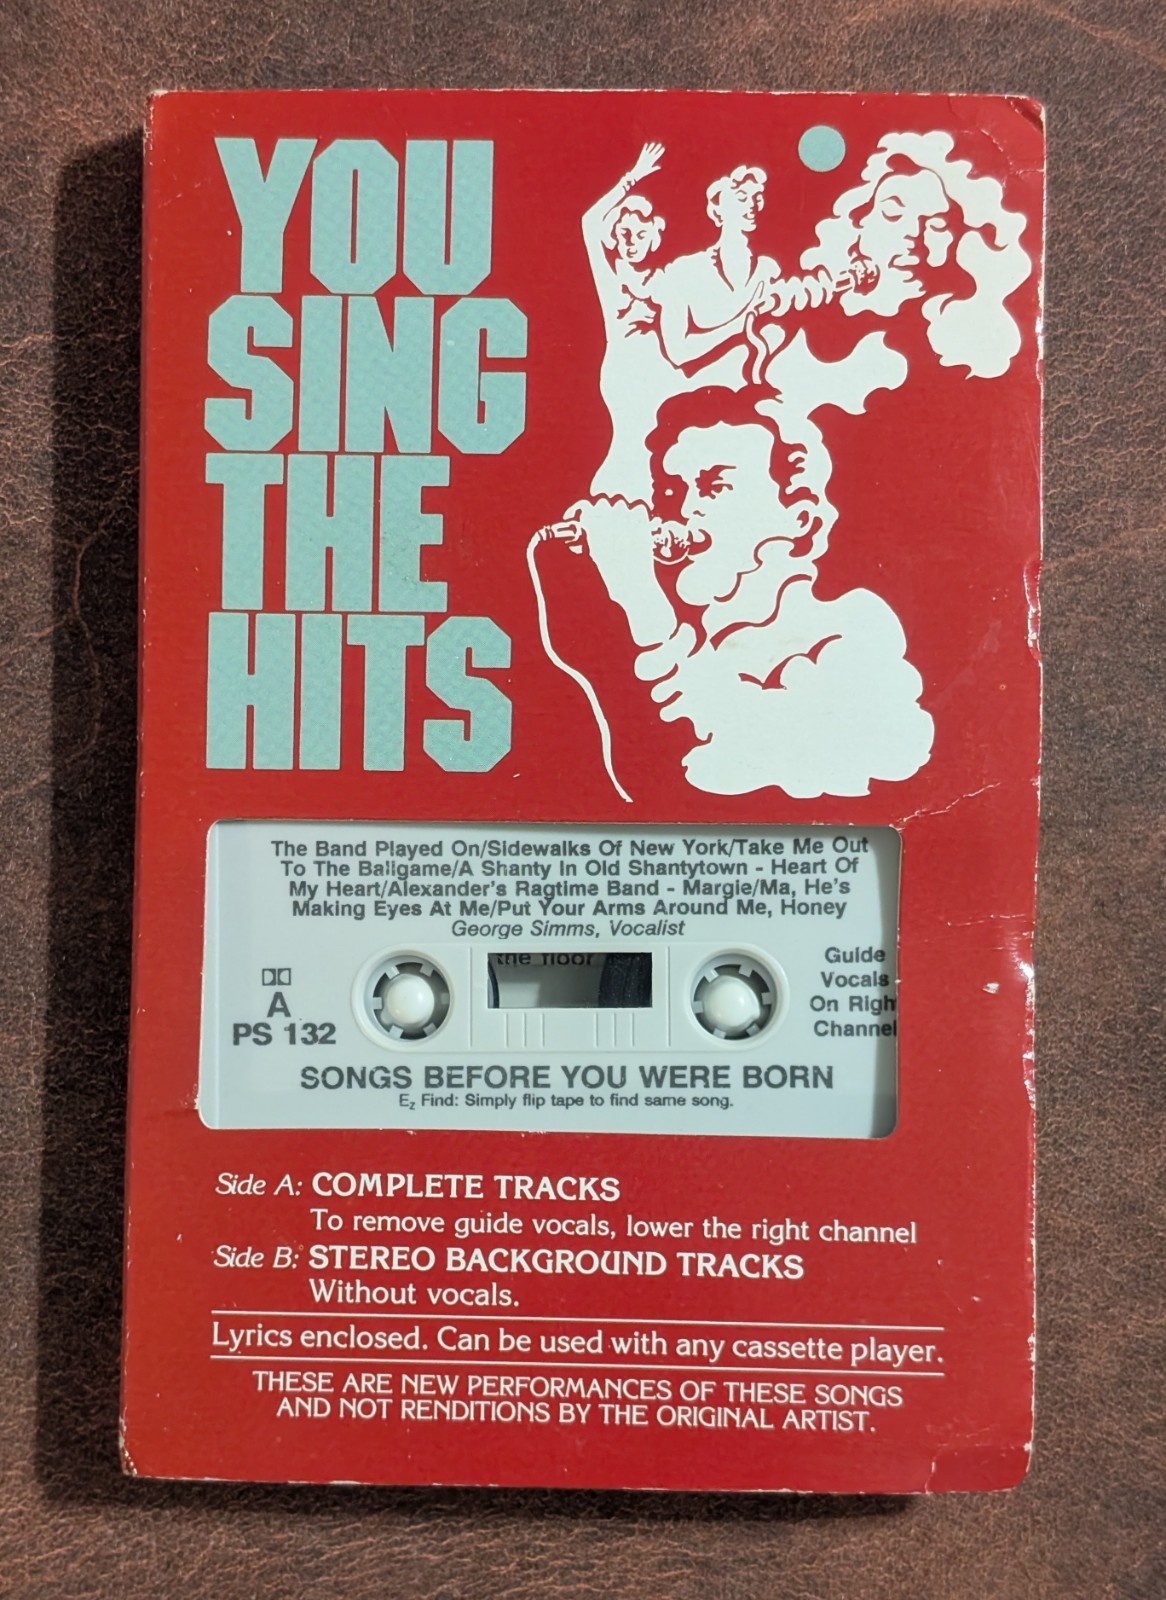 YOU
SING
THE
HITS
The Band Played On/Sidewalks Of New York/Take Me Out
To The Ballgame/A Shanty In Old Shantytown - Heart Of
My Heart/Alexander's Ragtime Band - Margie/Ma, He's
Making Eyes At Me/Put Your Arms Around Me, Honey
George Simms, Vocalist
the floor
A
PS 132
Guide
Vocals
On Righ
Channel
SONGS BEFORE YOU WERE BORN
Ez Find: Simply flip tape to find same song.
Side A: COMPLETE TRACKS
To remove guide vocals, lower the right channel
Side B: STEREO BACKGROUND TRACKS
Without vocals.
Lyrics enclosed. Can be used with any cassette player.
THESE ARE NEW PERFORMANCES OF THESE SONGS
AND NOT RENDITIONS BY THE ORIGINAL ARTIST.